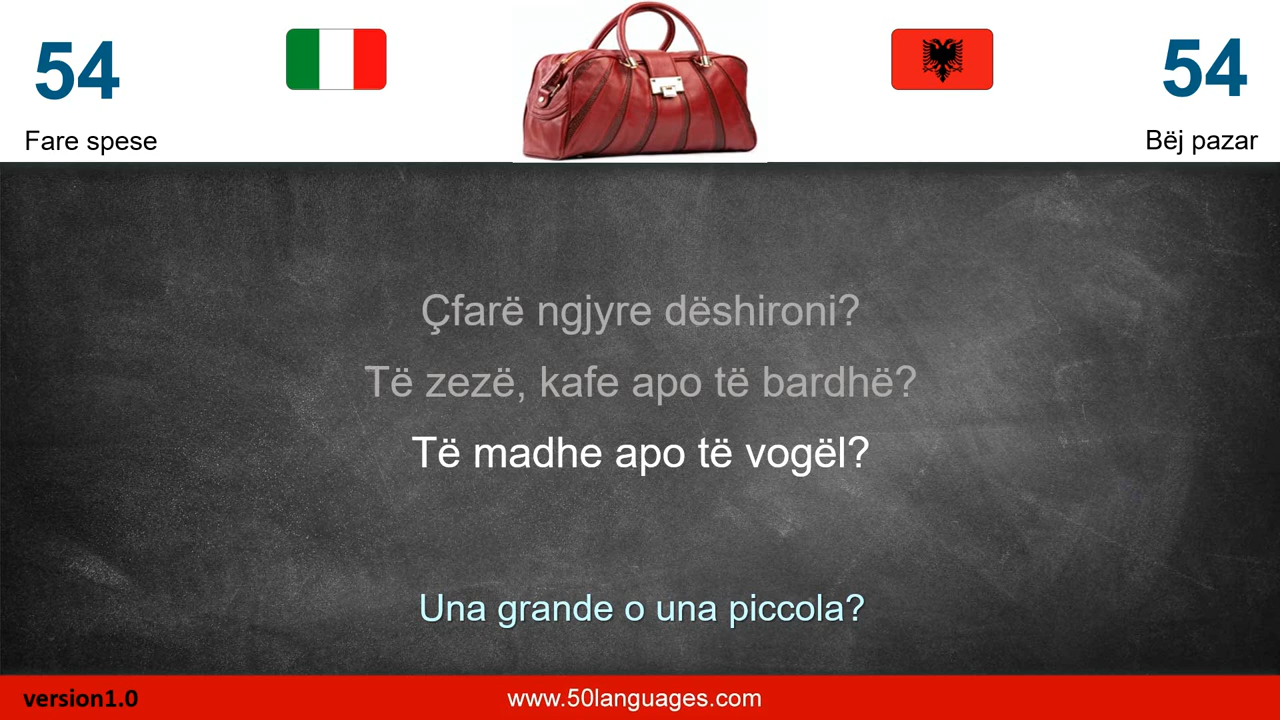 54
54
Fare spese
Bëj pazar
Çfarë ngjyre dëshironi?
Të zezë, kafe apo të bardhë?
Të madhe apo të vogël?
Una grande o una piccola?
version1.0
www.50languages.com